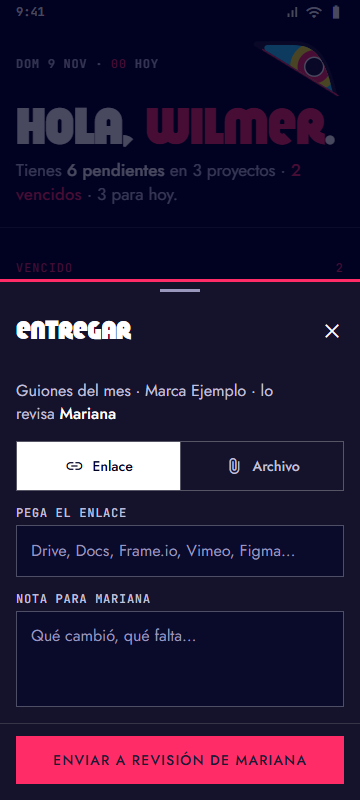 9:41
DOM 9 NOV · 00 HOY
HOLA, WILMER.
Tienes 6 pendientes en 3 proyectos · 2
vencidos · 3 para hoy.
VENCIDO 2
ENTREGAR
Guiones del mes · Marca Ejemplo · lo
revisa Mariana
Enlace Archivo
PEGA EL ENLACE
Drive, Docs, Frame.io, Vimeo, Figma...
NOTA PARA MARIANA
Qué cambió, qué falta...
ENVIAR A REVISIÓN DE MARIANA